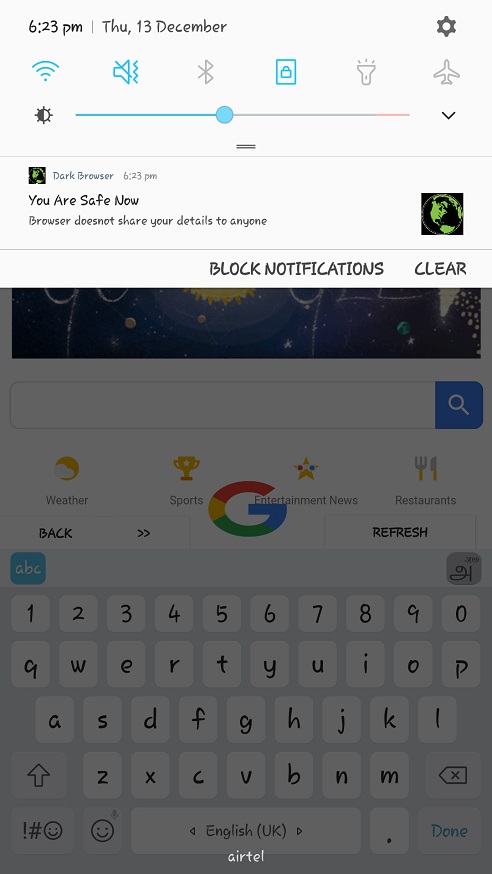 6:23 pm | Thu, 13 December
Dark Browser 6:23 pm
You Are Safe Now
Browser doesnot share your details to anyone
BLOCK NOTIFICATIONS CLEAR
Weather Sports Entertainment News Restaurants
BACK >> REFRESH
abc அ
1 2 3 4 5 6 7 8 9 0
q w e r t y u i o p
a s d f g h j k l
z x c v b n m
!#☺ English (UK) . Done
airtel